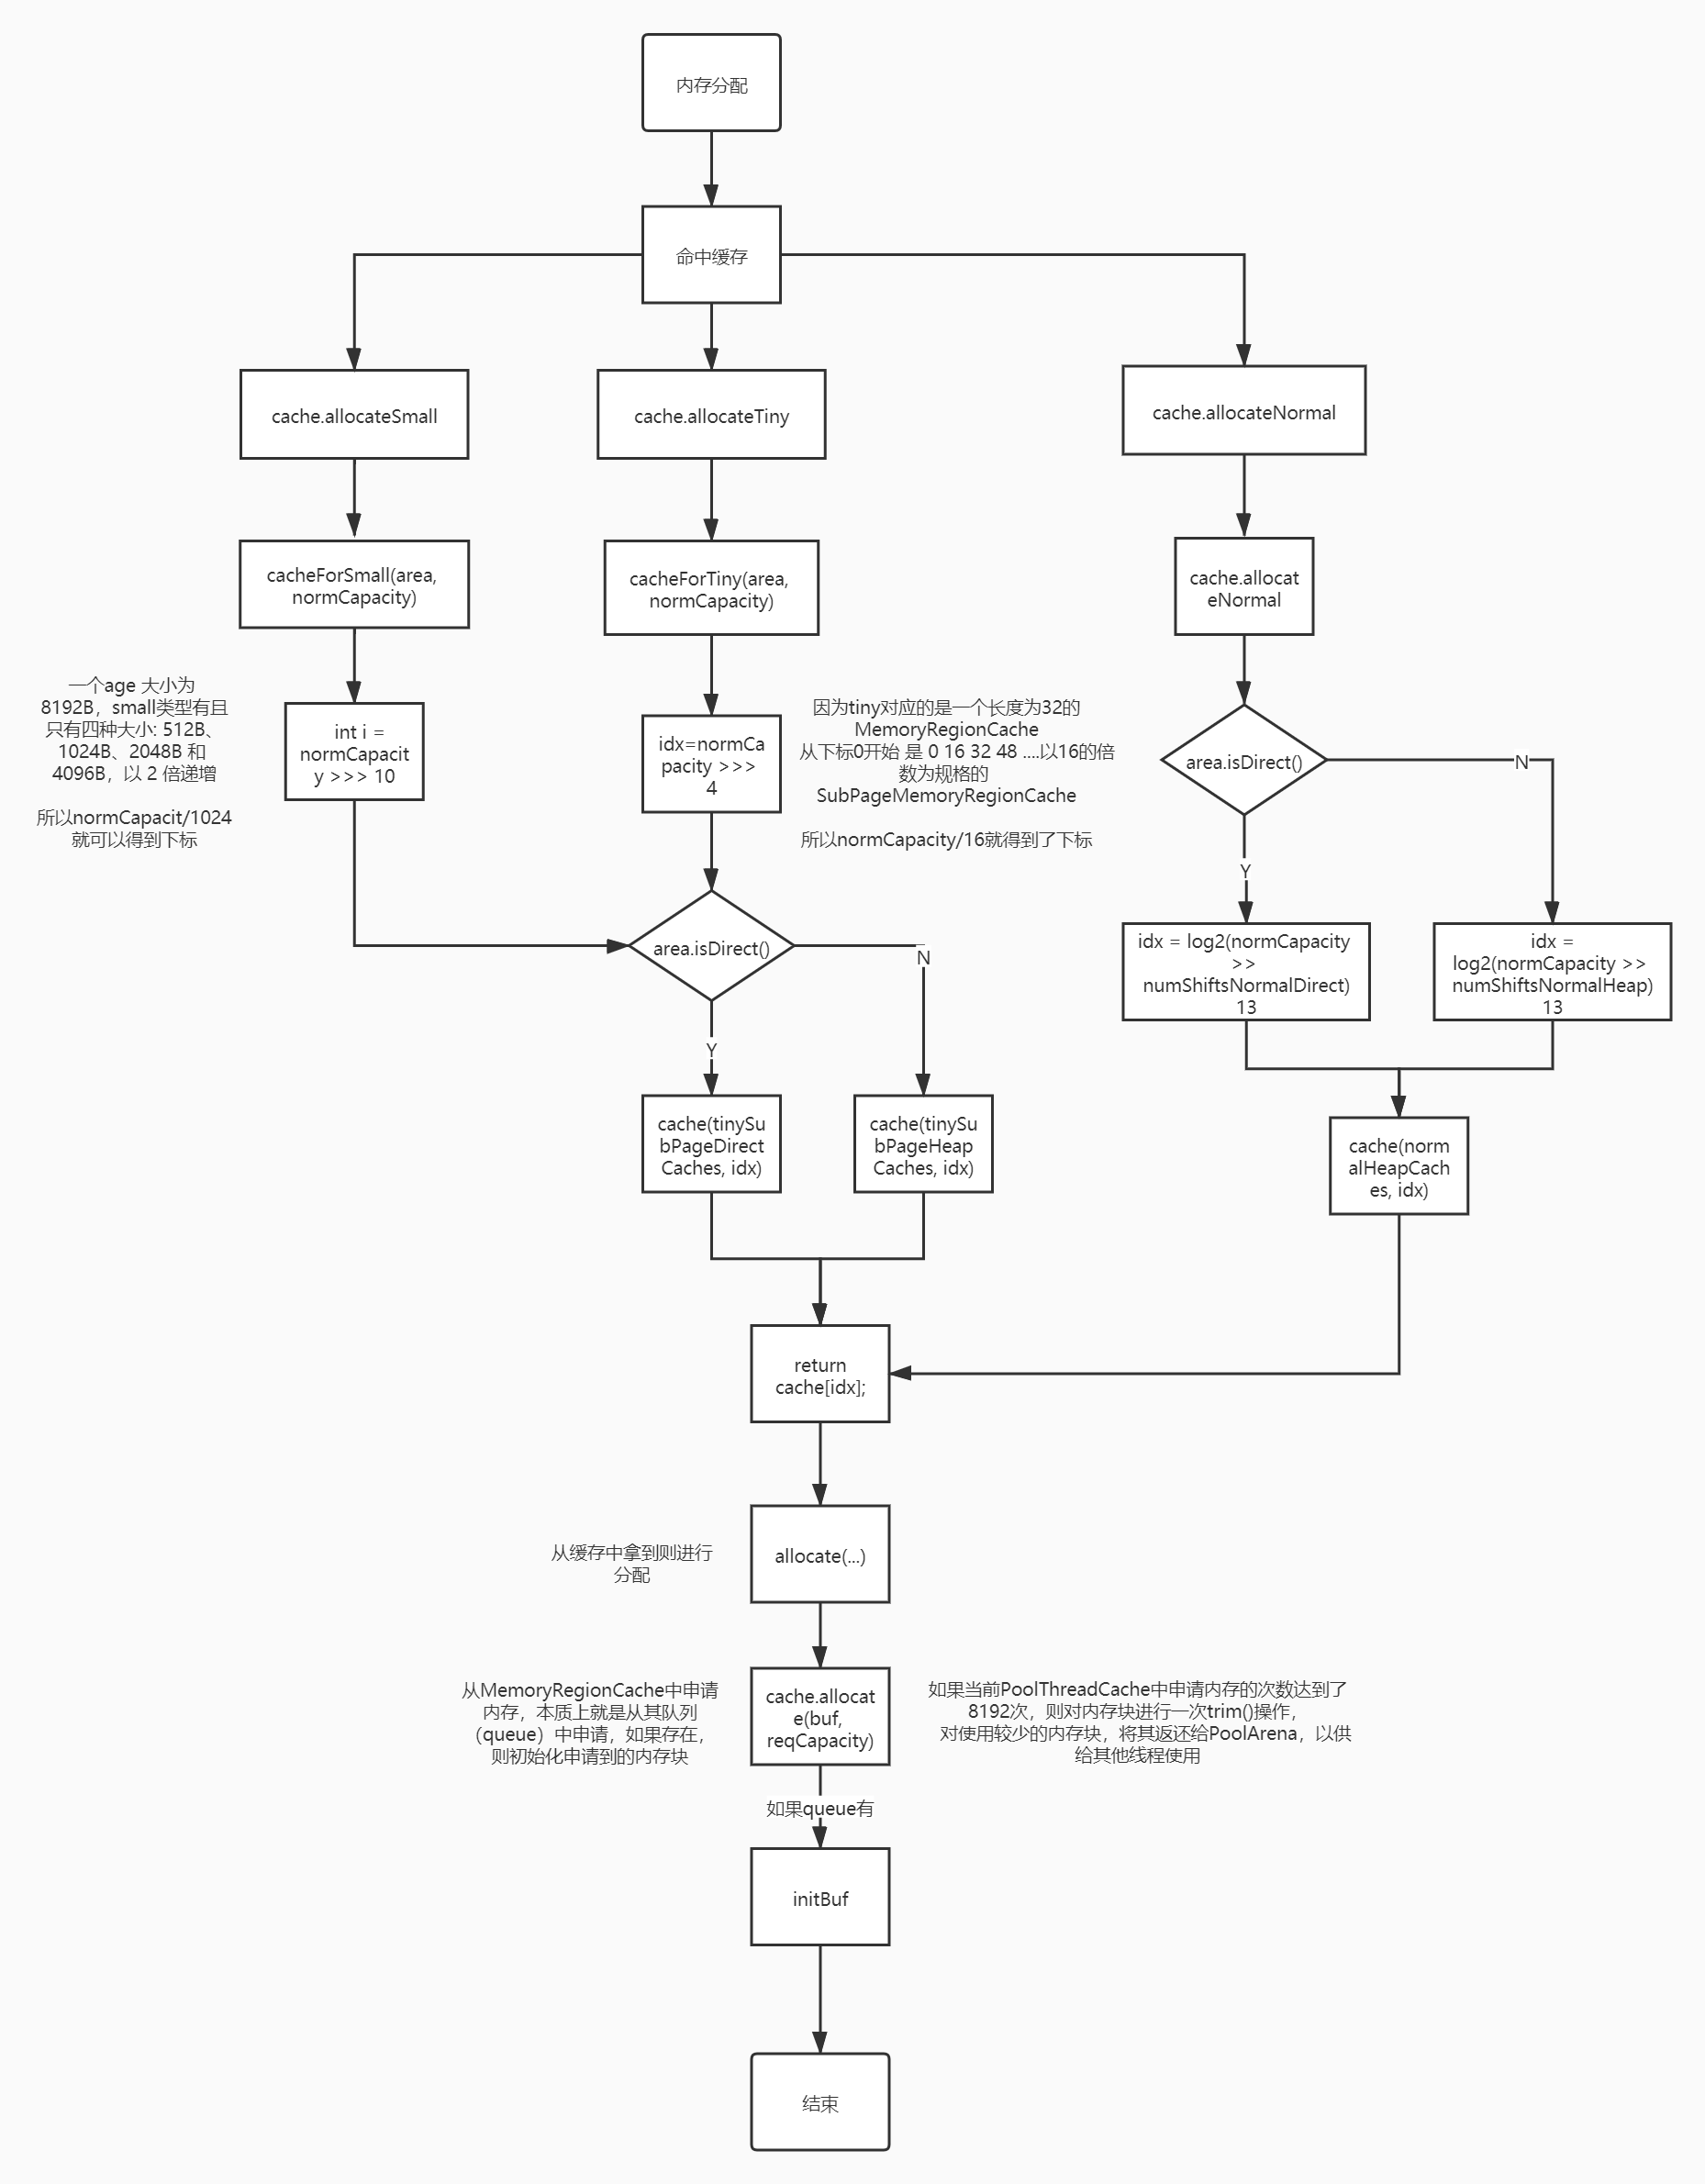 内存分配
命中缓存
cache.allocateSmall
cache.allocateTiny
cache.allocateNormal
cacheForSmall(area,
normCapacity)
cacheForTiny(area,
normCapacity)
cache.allocat
eNormal
一个age 大小为
8192B，small类型有且
只有四种大小: 512B、
1024B、2048B 和
4096B，以 2 倍递增
所以normCapacit/1024
就可以得到下标
int i =
normCapacit
y >>> 10
idx=normCa
pacity >>>
4
因为tiny对应的是一个长度为32的
MemoryRegionCache
从下标0开始 是 0 16 32 48 ....以16的倍
数为规格的
SubPageMemoryRegionCache
所以normCapacity/16就得到了下标
area.isDirect()
N
Y
area.isDirect()
N
Y
idx = log2(normCapacity
>>
numShiftsNormalDirect)
13
idx =
log2(normCapacity >>
numShiftsNormalHeap)
13
cache(tinySu
bPageDirect
Caches, idx)
cache(tinySu
bPageHeap
Caches, idx)
cache(norm
alHeapCach
es, idx)
return
cache[idx];
从缓存中拿到则进行
分配
allocate(...)
从MemoryRegionCache中申请
内存，本质上就是从其队列
（queue）中申请，如果存在，
则初始化申请到的内存块
cache.allocat
e(buf,
reqCapacity)
如果当前PoolThreadCache中申请内存的次数达到了
8192次，则对内存块进行一次trim()操作，
对使用较少的内存块，将其返还给PoolArena，以供
给其他线程使用
如果queue有
initBuf
结束